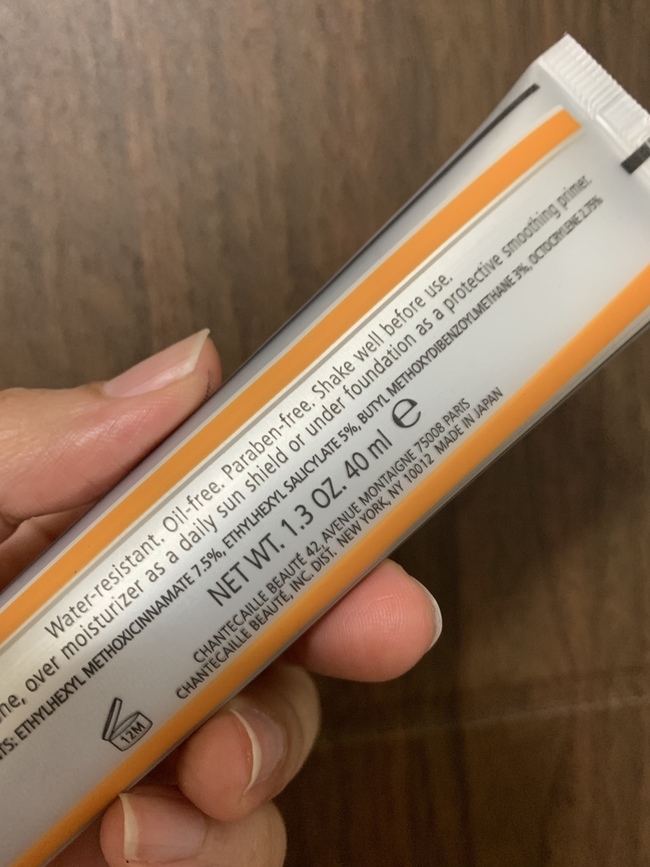 Water-resistant. Oil-free. Paraben-free. Shake well before use.
over moisturizer as a daily sun shield or under foundation as a protective smoothing primer.
ETHYLHEXYL METHOXICINNAMATE 7.5%, ETHYLHEXYL SALICYLATE 5%, BUTYL METHOXYDIBENZOYLMETHANE 3%, OCTOCRYLENE 2.75%
NET WT. 1.3 OZ. 40 ml e
CHANTECAILLE BEAUTÉ 42, AVENUE MONTAIGNE 75008 PARIS
CHANTECAILLE BEAUTÉ, INC. DIST. NEW YORK, NY 10012 MADE IN JAPAN
12M